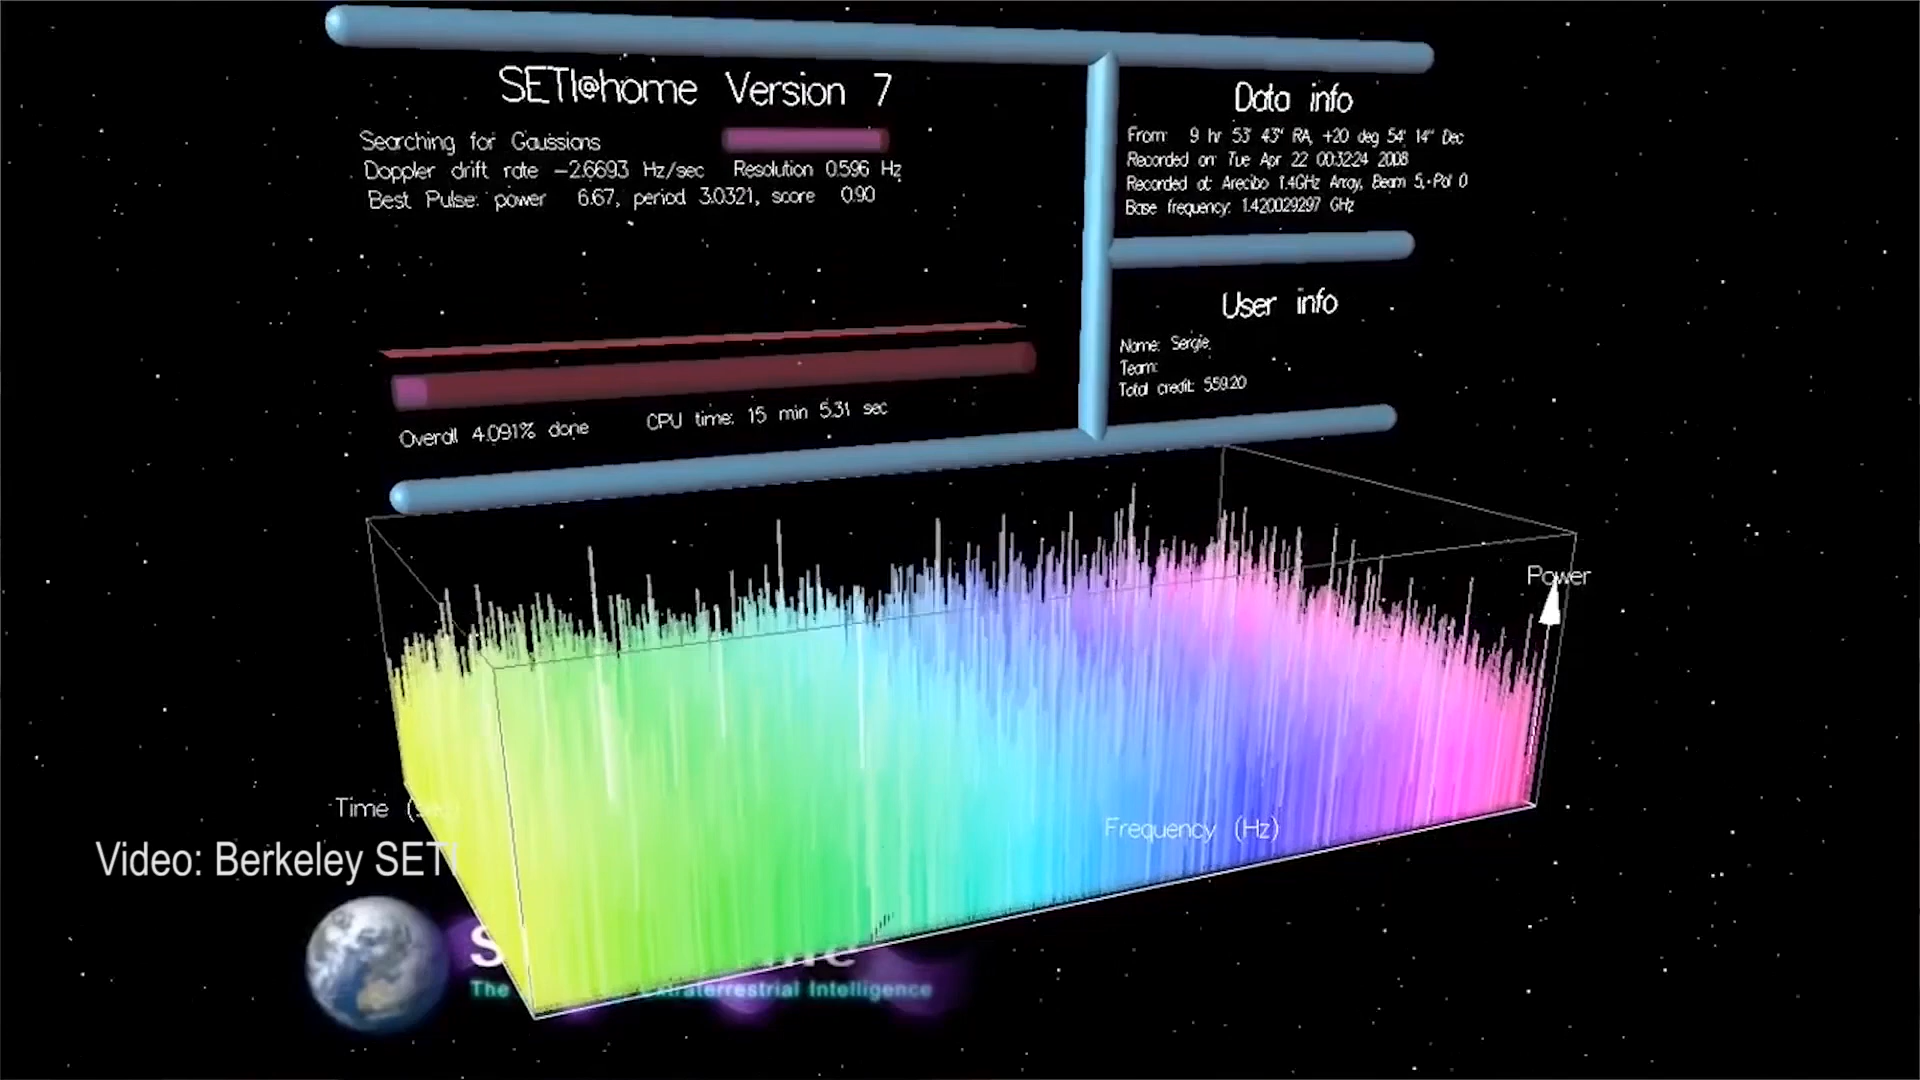 SETI@home Version 7
Searching for Gaussians
Doppler drift rate -2.6693 Hz/sec Resolution 0.596 Hz
Best Pulse: power 6.67, period 3.0321, score 0.90
Overall 4.091% done CPU time: 15 min 5.31 sec
Data info
From: 9 hr 53' 43" RA, +20 deg 54' 14" Dec
Recorded on: Tue Apr 22 00:32:24 2008
Recorded at: Arecibo 1.4GHz Array, Beam 5, Pol 0
Base frequency: 1.420029297 GHz
User info
Name: Sergie
Team:
Total credit: 559.20
Power
Time
Frequency (Hz)
Video: Berkeley SETI
The Extraterrestrial Intelligence